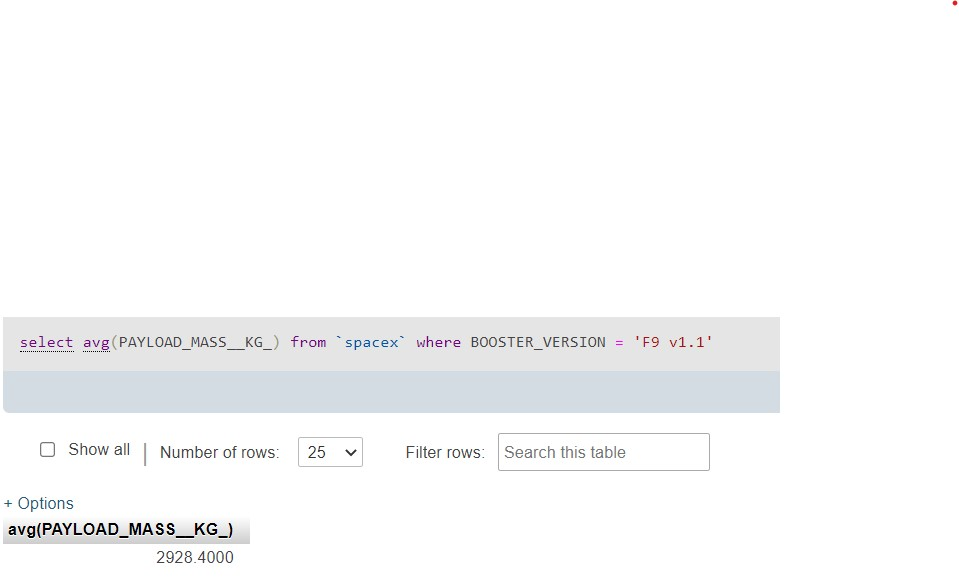 select avg(PAYLOAD_MASS__KG_) from `spacex` where BOOSTER_VERSION = 'F9 v1.1'
Show all | Number of rows: 25 Filter rows: Search this table
+ Options
avg(PAYLOAD_MASS__KG_)
2928.4000